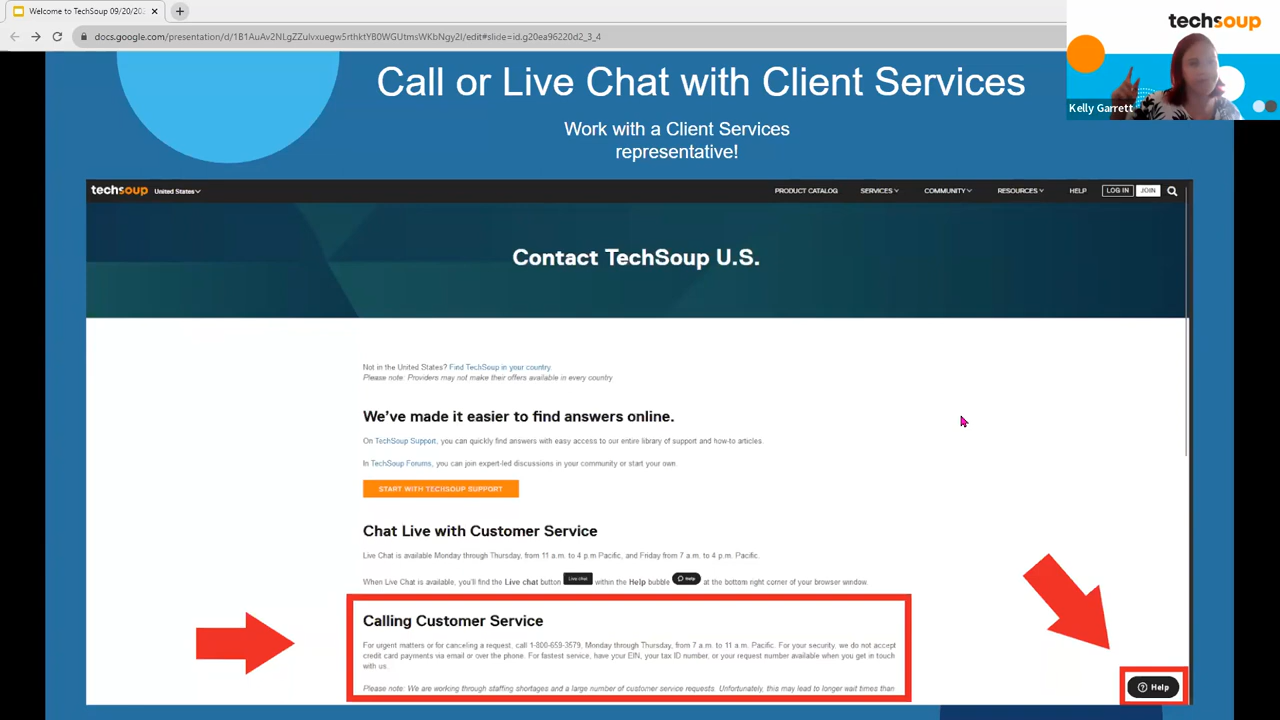 Welcome to TechSoup 09/20/202
docs.google.com/presentation/d/1B1AuAv2NLgZZulvxuegw5rthktYB0WGUtmsWKbNgy2I/edit#slide=id.g20ea96220d2_3_4
techsoup
Kelly Garrett
Call or Live Chat with Client Services
Work with a Client Services
representative!
techsoup United States
PRODUCT CATALOG SERVICES COMMUNITY RESOURCES HELP LOG IN JOIN
Contact TechSoup U.S.
Not in the United States? Find TechSoup in your country
Please note: Providers may not make their offers available in every country
We've made it easier to find answers online.
On TechSoup Support, you can quickly find answers with easy access to our entire library of support and how-to articles.
In TechSoup Forums, you can join expert-led discussions in your community or start your own
START WITH TECHSOUP SUPPORT
Chat Live with Customer Service
Live Chat is available Monday through Thursday, from 11 a.m. to 4 p.m Pacific, and Friday from 7 a.m. to 4 p.m. Pacific.
When Live Chat is available, you'll find the Live chat button Live chat within the Help bubble Help at the bottom right corner of your browser window.
Calling Customer Service
For urgent matters or for canceling a request, call 1-800-659-3579, Monday through Thursday, from 7 a.m. to 11 a.m. Pacific. For your security, we do not accept
credit card payments via email or over the phone. For fastest service, have your EIN, your tax ID number, or your request number available when you get in touch
with us.
Please note: We are working through staffing shortages and a large number of customer service requests. Unfortunately, this may lead to longer wait times than
Help